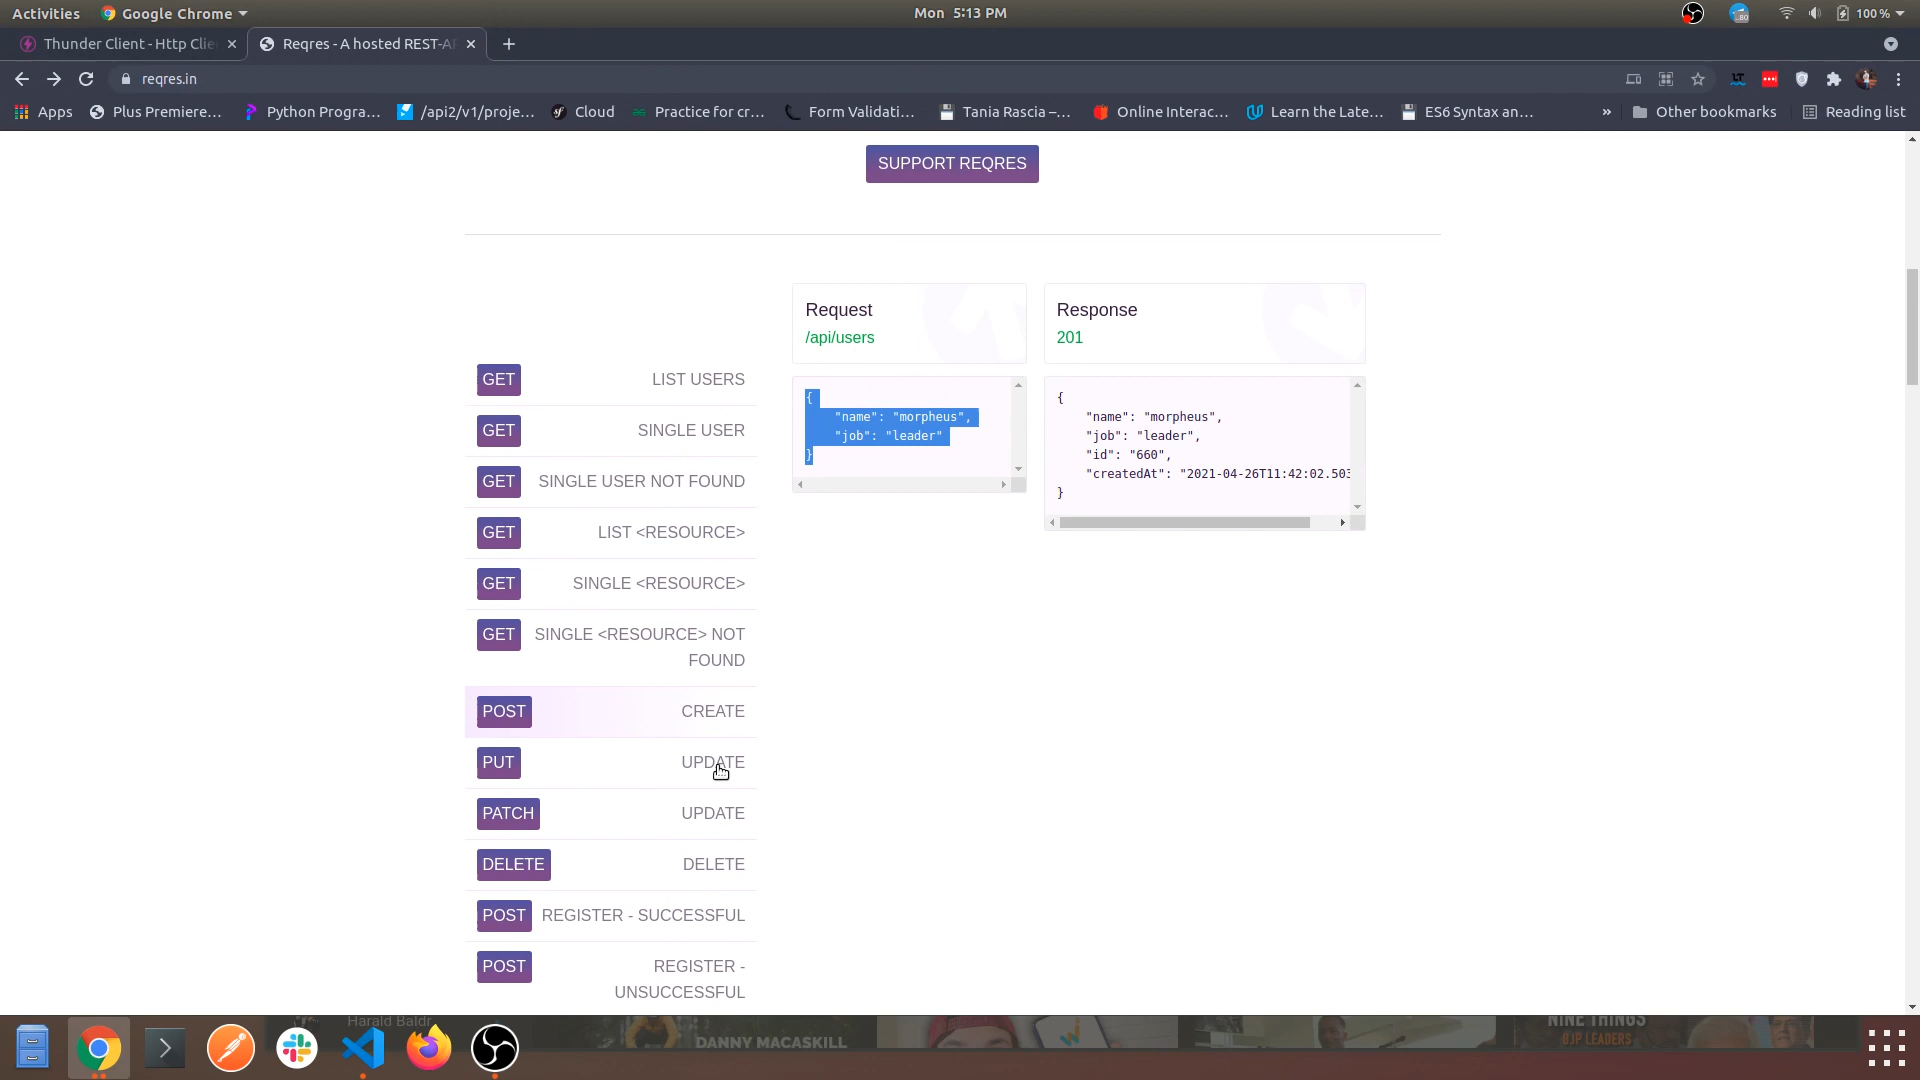 Activities Google Chrome Mon 5:13 PM 80 100 %
Thunder Client - Http Clie Reqres - A hosted REST-AP
reqres.in
Apps Plus Premiere... Python Progra... /api2/v1/proje... Cloud Practice for cr... Form Validati... Tania Rascia –... Online Interac... Learn the Late... ES6 Syntax an... » Other bookmarks Reading list
SUPPORT REQRES
Request
/api/users
Response
201
{
"name": "morpheus",
"job": "leader"
}
{
"name": "morpheus",
"job": "leader",
"id": "660",
"createdAt": "2021-04-26T11:42:02.503
}
GET LIST USERS
GET SINGLE USER
GET SINGLE USER NOT FOUND
GET LIST <RESOURCE>
GET SINGLE <RESOURCE>
GET SINGLE <RESOURCE> NOT
FOUND
POST CREATE
PUT UPDATE
PATCH UPDATE
DELETE DELETE
POST REGISTER - SUCCESSFUL
POST REGISTER -
UNSUCCESSFUL
Harald Baldr
DANNY MACASKILL
NINE THINGS
BJP LEADERS